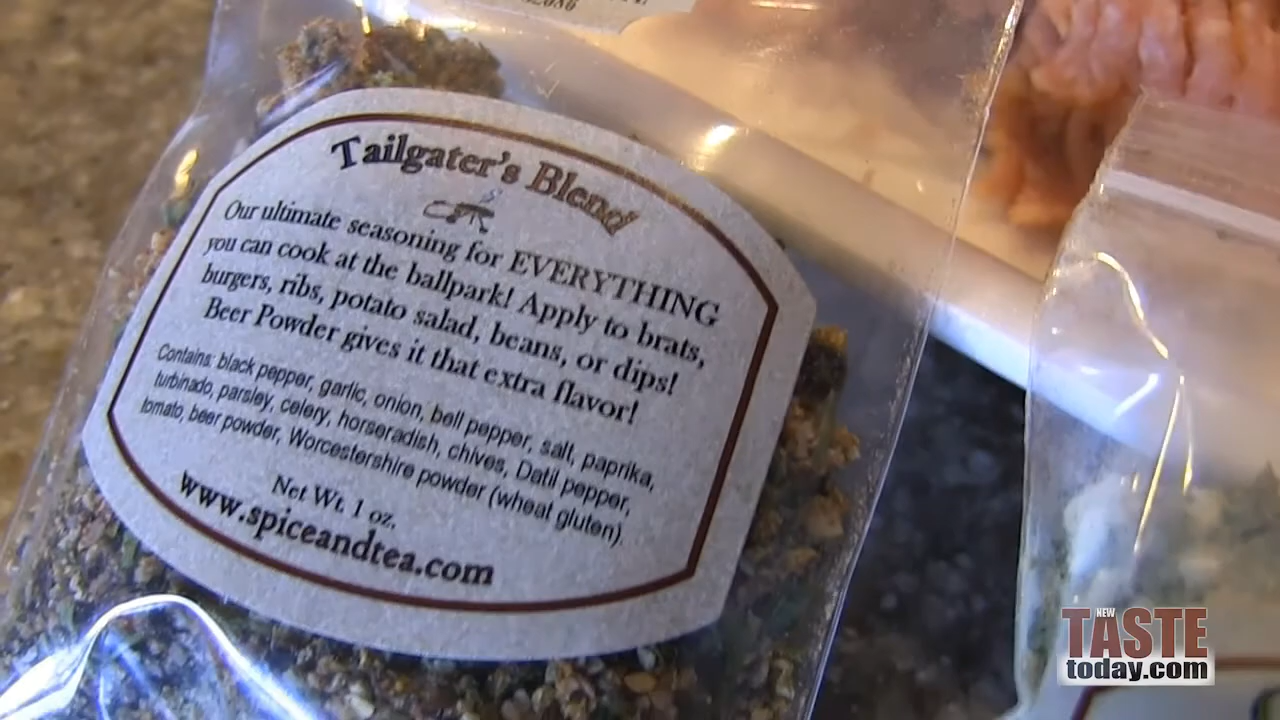 Tailgater's Blend
Our ultimate seasoning for EVERYTHING
you can cook at the ballpark! Apply to brats,
burgers, ribs, potato salad, beans, or dips!
Beer Powder gives it that extra flavor!
Contains: black pepper, garlic, onion, bell pepper, salt, paprika,
turbinado, parsley, celery, horseradish, chives, Datil pepper,
tomato, beer powder, Worcestershire powder (wheat gluten).
Net Wt. 1 oz.
www.spiceandtea.com
NEW
TASTE
today.com